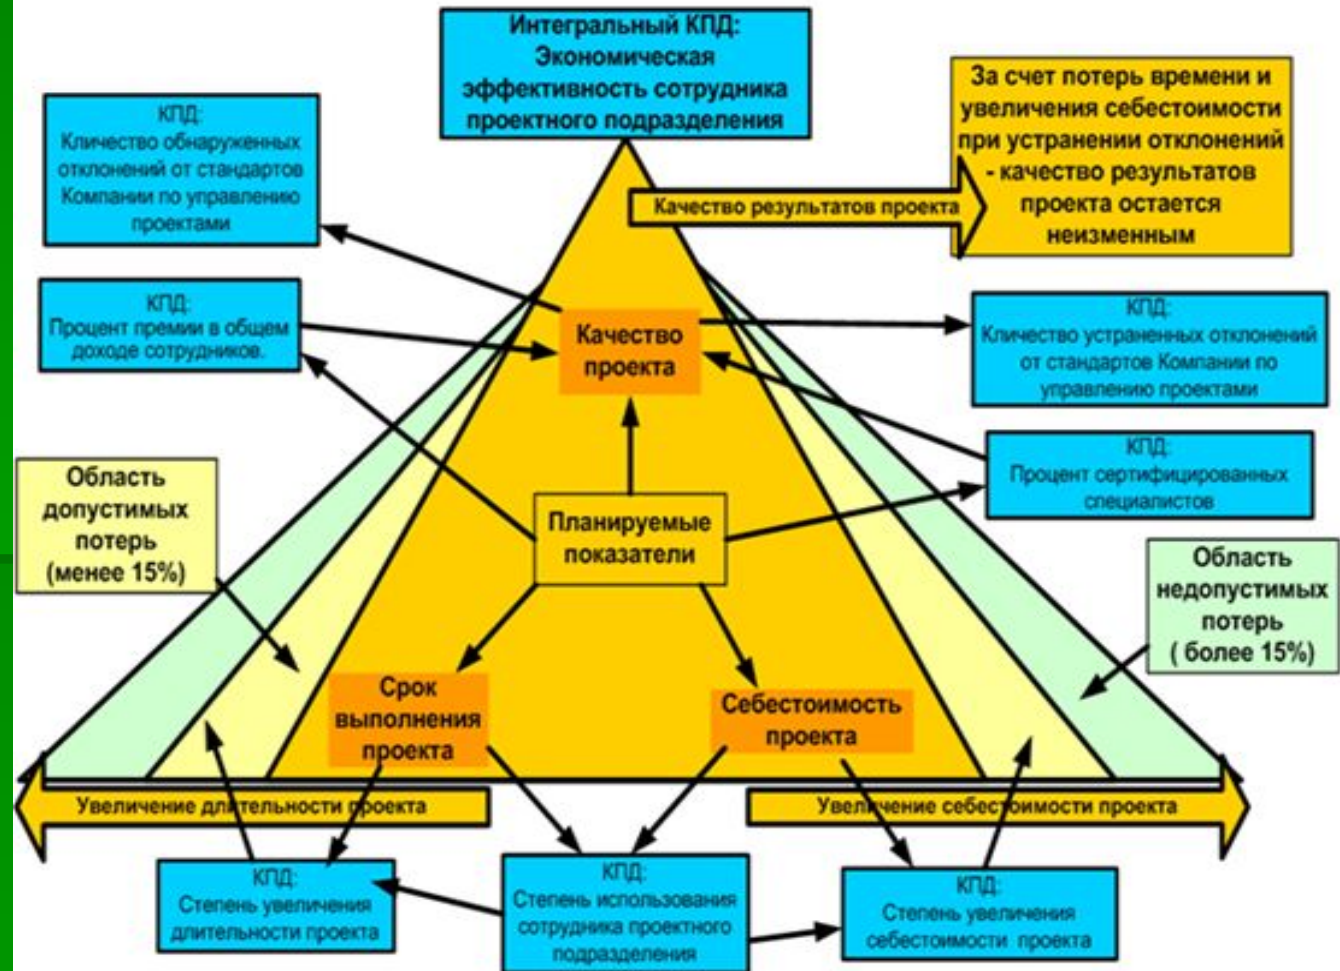 Интегральный КПД:
Экономическая
эффективность сотрудника
проектного подразделения
За счет потерь времени и
увеличения себестоимости
при устранении отклонений
- качество результатов
проекта остается
неизменным
КПД:
Кличество обнаруженных
отклонений от стандартов
Компании по управлению
проектами
Качество результатов проекта
КПД:
Процент премии в общем
доходе сотрудников.
Качество
проекта
КПД:
Кличество устраненных отклонений
от стандартов Компании по
управлению проектами
КПД:
Процент сертифицированных
специалистов
Область
допустимых
потерь
(менее 15%)
Планируемые
показатели
Область
недопустимых
потерь
( более 15%)
Срок
выполнения
проекта
Себестоимость
проекта
Увеличение длительности проекта
Увеличение себестоимости проекта
КПД:
Степень увеличения
длительности проекта
КПД:
Степень использования
сотрудника проектного
подразделения
КПД:
Степень увеличения
себестоимости проекта